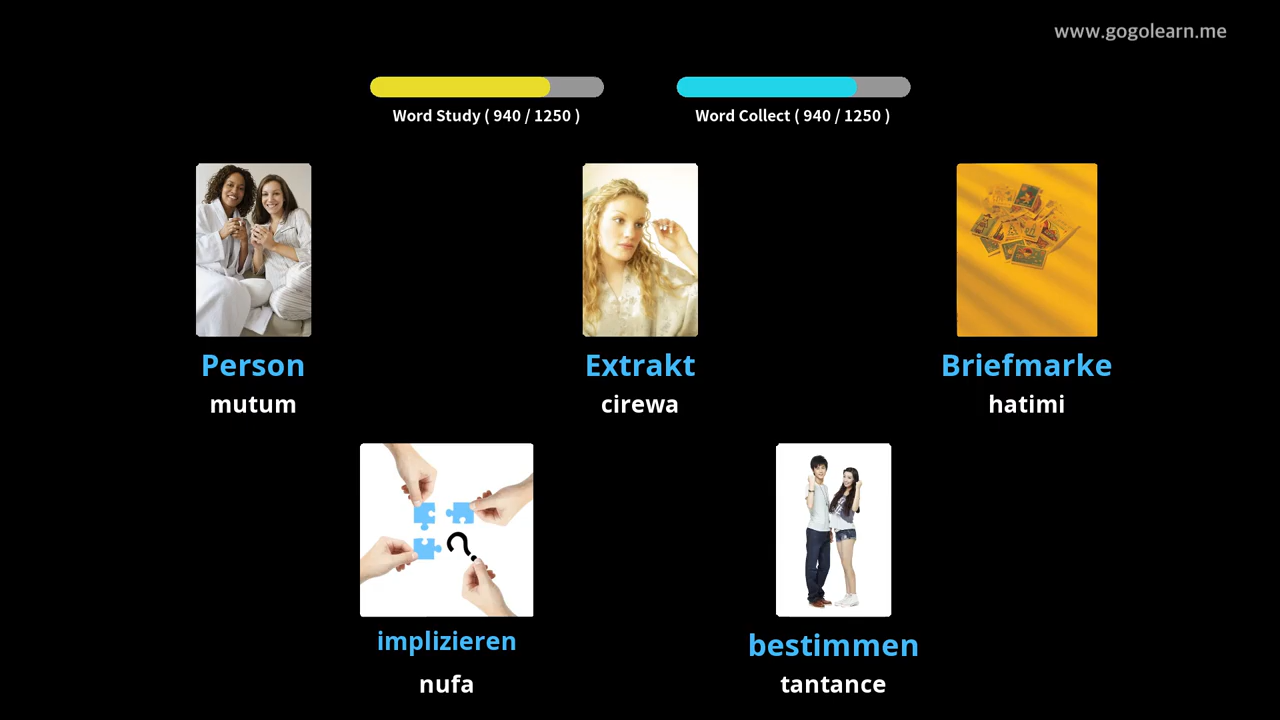 www.gogolearn.me
Word Study ( 940 / 1250 )
Word Collect ( 940 / 1250 )
Person
mutum
Extrakt
cirewa
Briefmarke
hatimi
implizieren
nufa
bestimmen
tantance